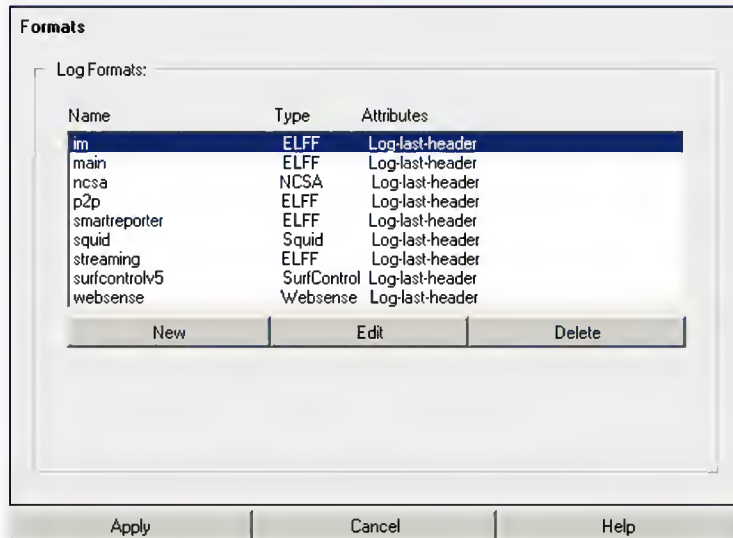 Formats
Log Formats:
Name Type Attributes
im ELFF Log-last-header
main ELFF Log-last-header
ncsa NCSA Log-last-header
p2p ELFF Log-last-header
smartreporter ELFF Log-last-header
squid Squid Log-last-header
streaming ELFF Log-last-header
surfcontrolv5 SurfControl Log-last-header
websense Websense Log-last-header
New Edit Delete
Apply Cancel Help